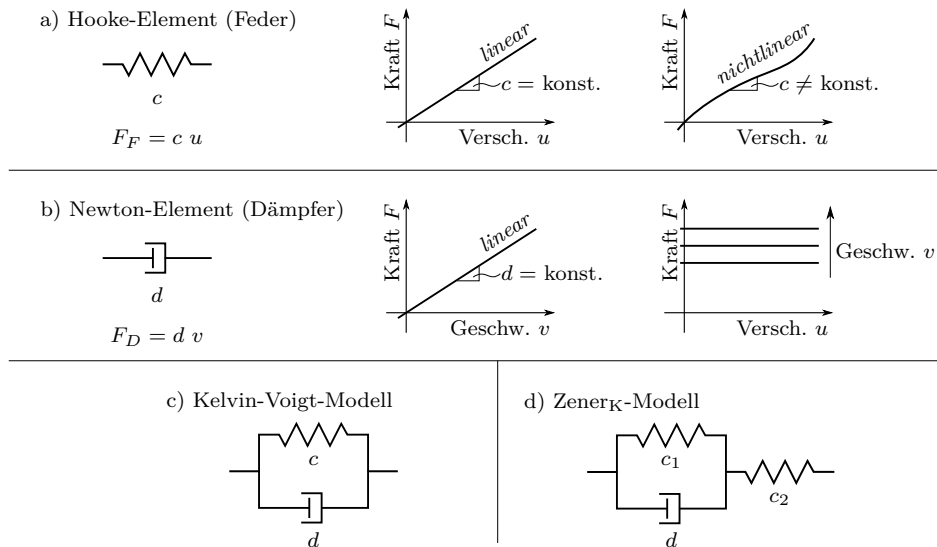 a) Hooke-Element (Feder)
c
F_F = c u
Kraft F
linear
c = konst.
Versch. u
Kraft F
nichtlinear
c ≠ konst.
Versch. u
b) Newton-Element (Dämpfer)
d
F_D = d v
Kraft F
linear
d = konst.
Geschw. v
Kraft F
Geschw. v
Versch. u
c) Kelvin-Voigt-Modell
c
d
d) Zener_K-Modell
c_1
c_2
d